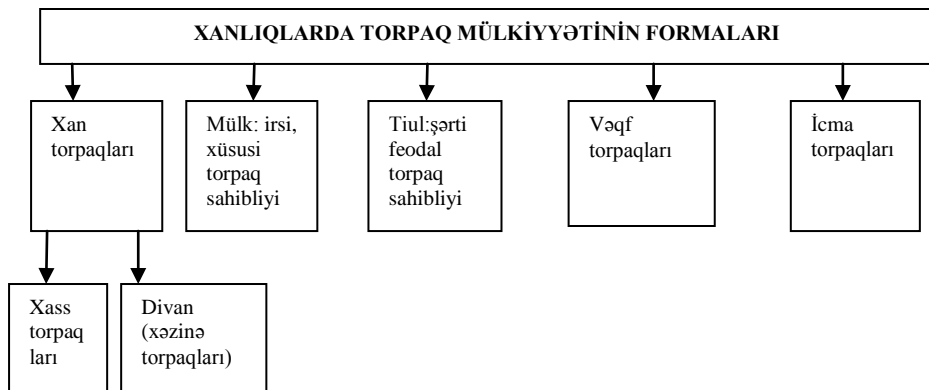 XANLIQLARDA TORPAQ MÜLKİYYƏTİNİN FORMALARI
Xan
torpaqları
Mülk: irsi,
xüsusi
torpaq
sahibliyi
Tiul:şərti
feodal
torpaq
sahibliyi
Vəqf
torpaqları
İcma
torpaqları
Xass
torpaq
ları
Divan
(xəzinə
torpaqları)